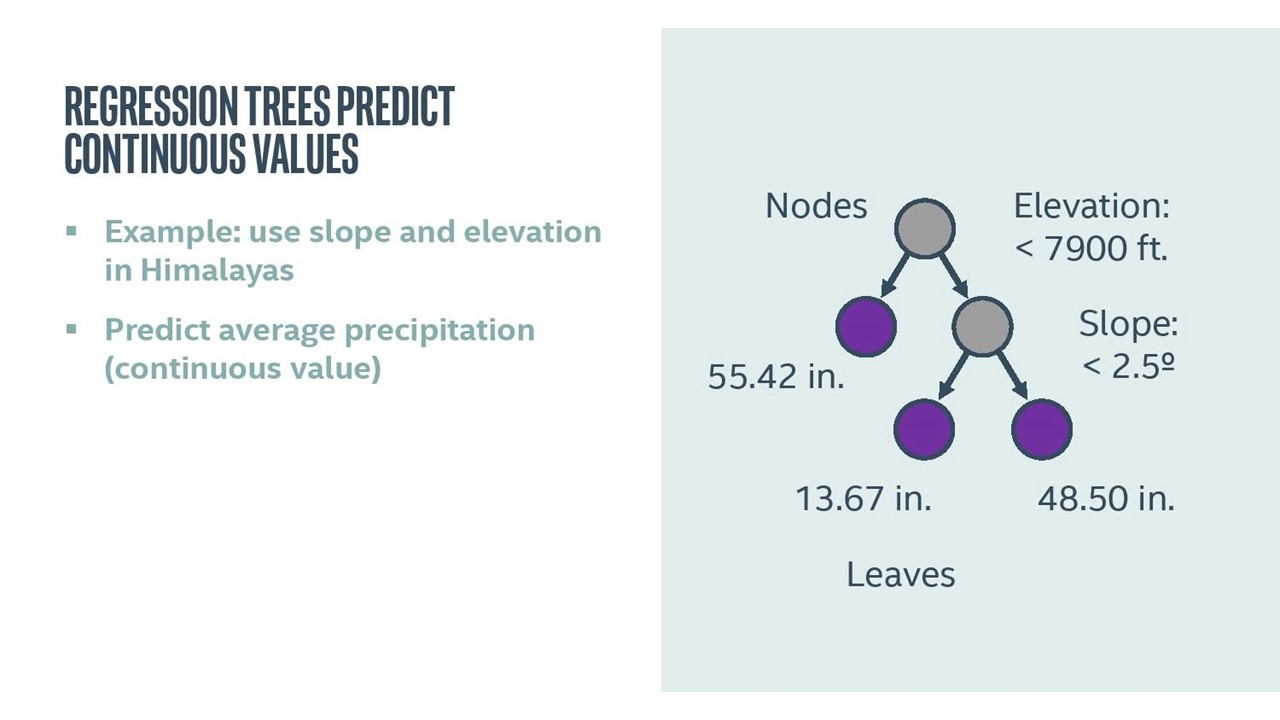 REGRESSION TREES PREDICT
CONTINUOUS VALUES
▪ Example: use slope and elevation
in Himalayas
▪ Predict average precipitation
(continuous value)
Nodes
Elevation:
< 7900 ft.
Slope:
< 2.5º
55.42 in.
13.67 in.
48.50 in.
Leaves